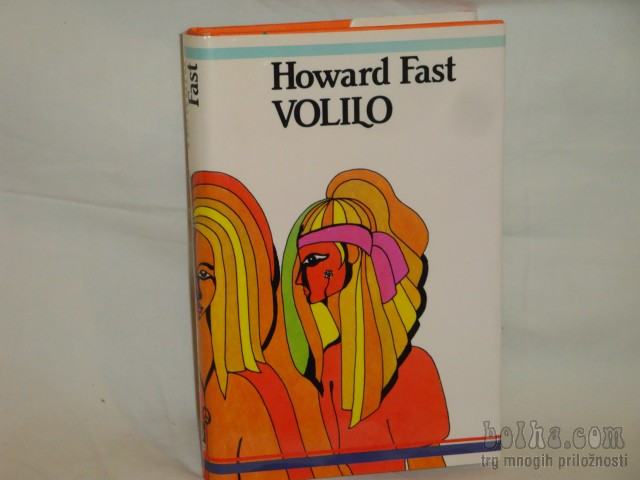 Howard Fast
VOLILO
Fast
bolha.com
trg mnogih priložnosti